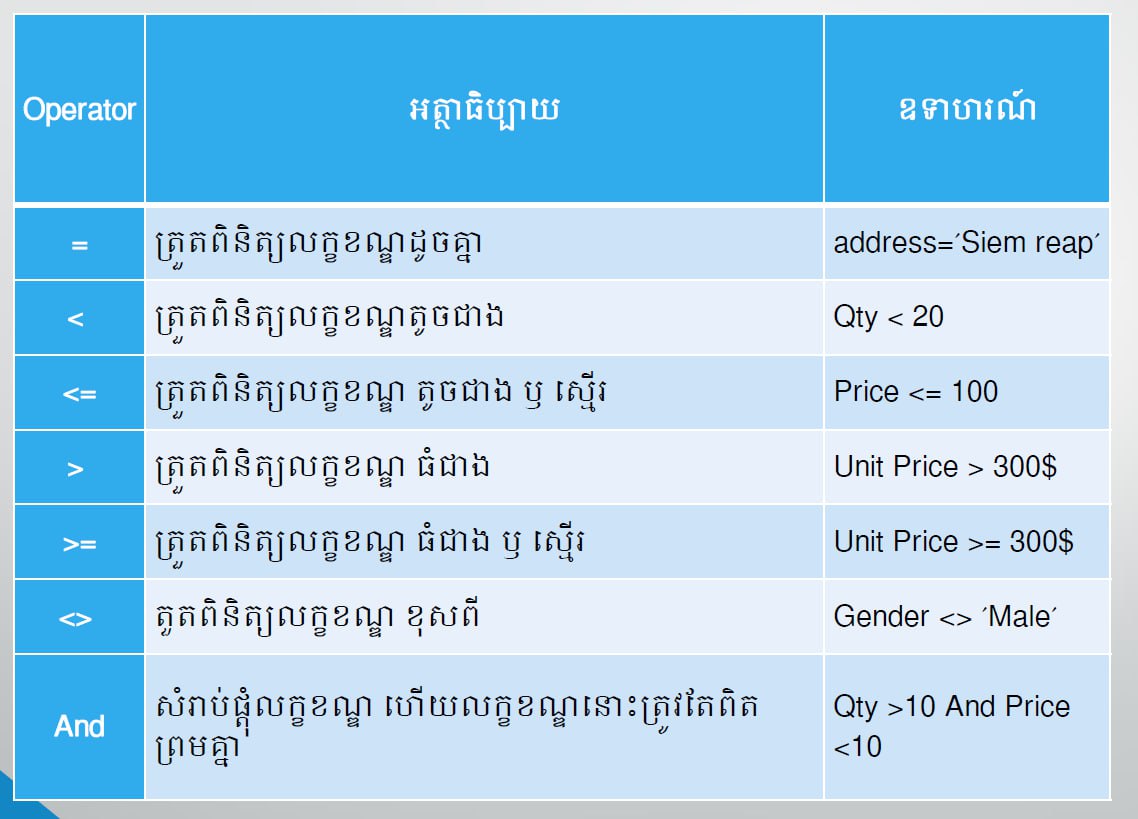 Operator អត្ថាធិប្បាយ ឧទាហរណ៍
= ត្រួតពិនិត្យលក្ខខណ្ឌដូចគ្នា address=´Siem reap´
< ត្រួតពិនិត្យលក្ខខណ្ឌតូចជាង Qty < 20
<= ត្រួតពិនិត្យលក្ខខណ្ឌ តូចជាង ឫ ស្មើរ Price <= 100
> ត្រួតពិនិត្យលក្ខខណ្ឌ ធំជាង Unit Price > 300$
>= ត្រួតពិនិត្យលក្ខខណ្ឌ ធំជាង ឫ ស្មើរ Unit Price >= 300$
<> តួតពិនិត្យលក្ខខណ្ឌ ខុសពី Gender <> ´Male´
And
សំរាប់ផ្តុំលក្ខខណ្ឌ ហើយលក្ខខណ្ឌនោះត្រូវតែពិត
ព្រមគ្នា
Qty >10 And Price
<10